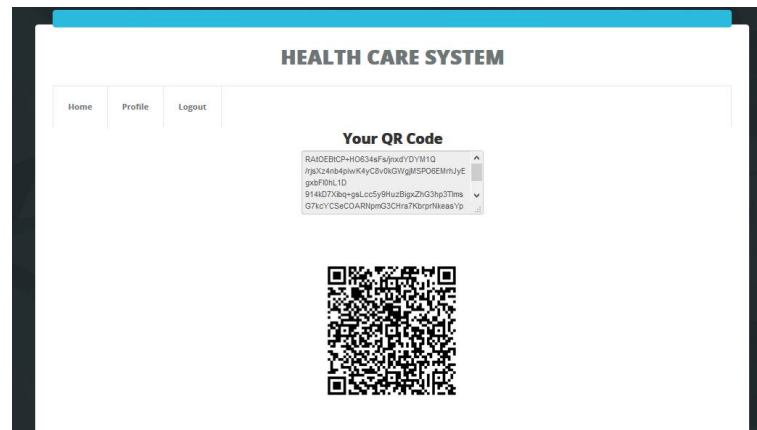 HEALTH CARE SYSTEM
Home Profile Logout
Your QR Code
RAtOEBtCP+HO634sFs/jnxdYDYM1Q
/rjsXz4nb4piwK4yC8v0kGWgjMSPO6EMrhJyE
gxbFl0hL1D
914kD7Xibq+gsLcc5y9HuzBigxZhG3hp3Tlms
G7kcYCSeCOARNpmG3CHra7KbrprNkeasYp